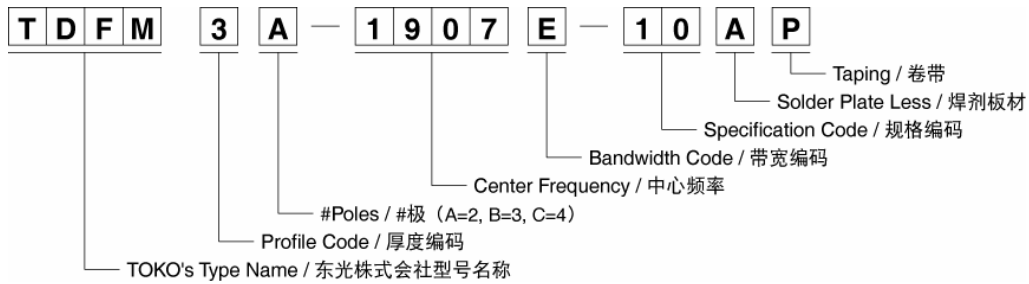 TDFM 3 A — 1907 E — 10 A P
Taping / 卷带
Solder Plate Less / 焊剂板材
Specification Code / 规格编码
Bandwidth Code / 带宽编码
Center Frequency / 中心频率
#Poles / #极（A=2, B=3, C=4）
Profile Code / 厚度编码
TOKO's Type Name / 东光株式会社型号名称